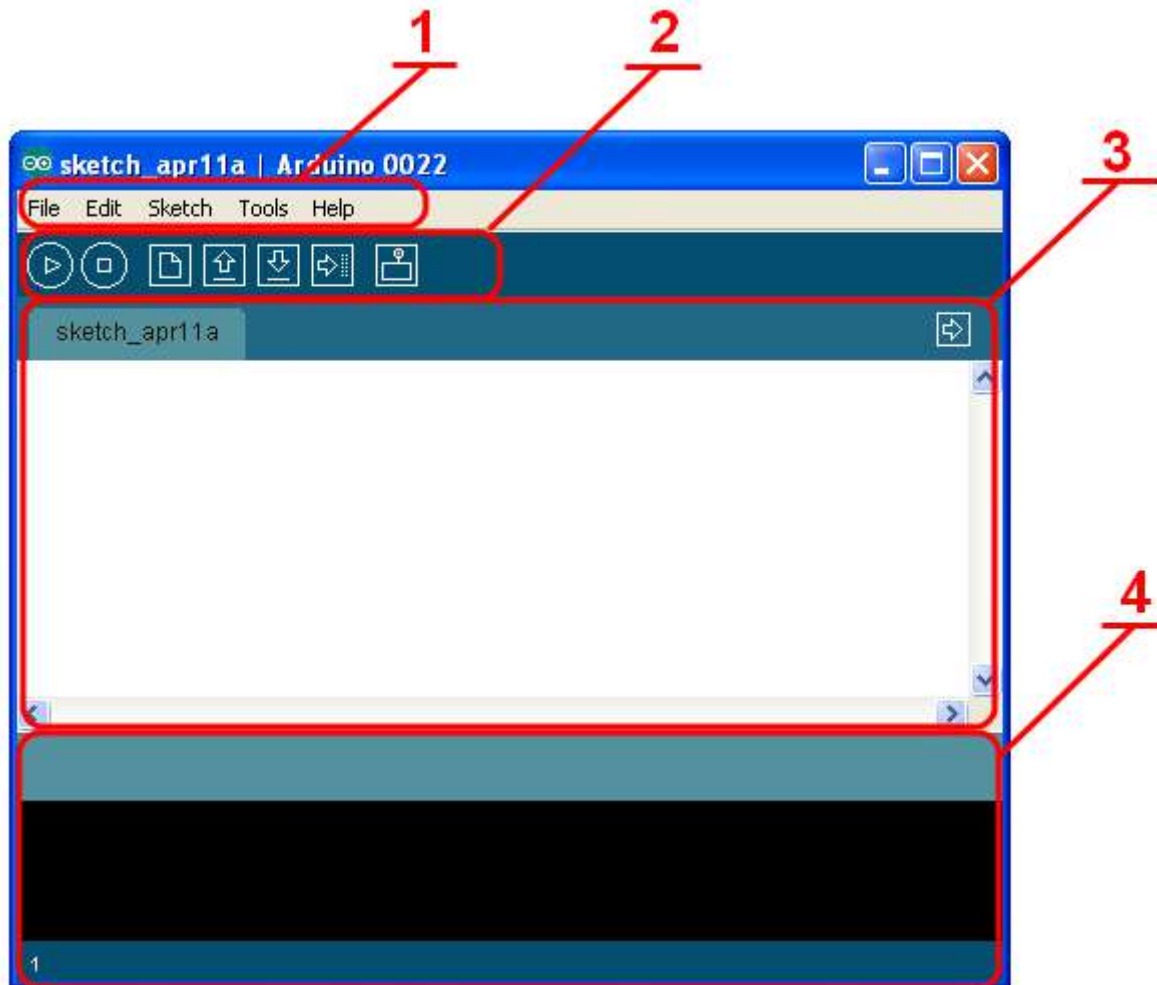 1
2
3
sketch_apr11a | Arduino 0022
File Edit Sketch Tools Help
sketch_apr11a
4
1